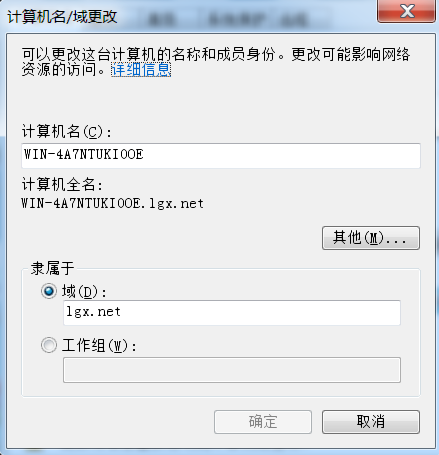 计算机名/域更改
可以更改这台计算机的名称和成员身份。更改可能影响网络
资源的访问。详细信息
计算机名(C):
WIN-4A7NTUKIOOE
计算机全名:
WIN-4A7NTUKIOOE.lgx.net
其他(M)...
隶属于
域(D):
lgx.net
工作组(W):
确定
取消